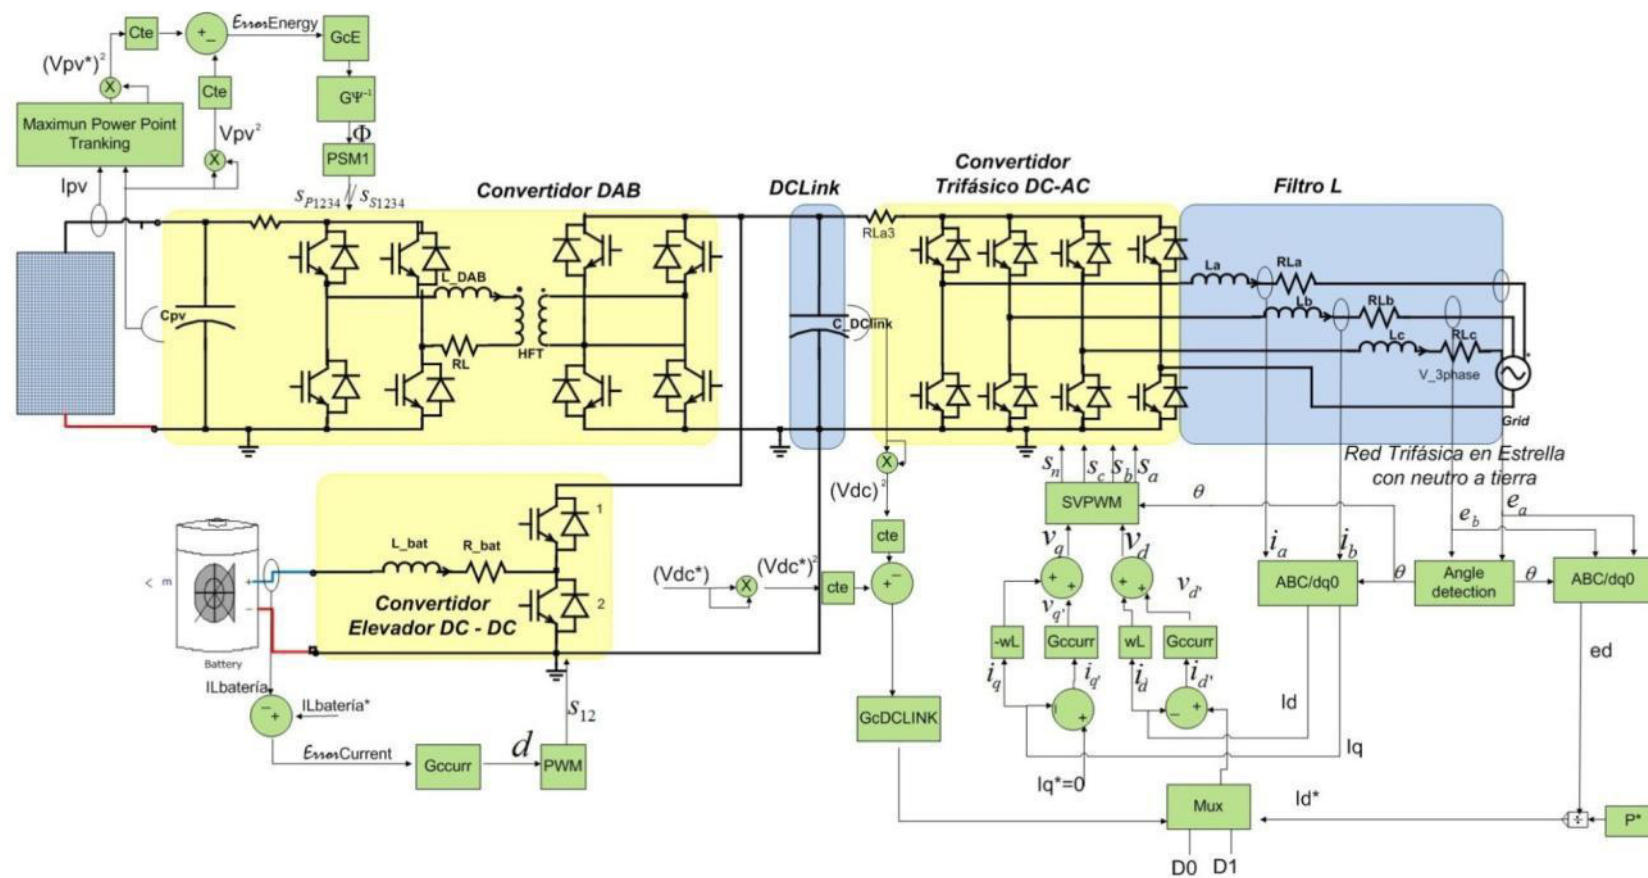 Cte
+
−
ErrorEnergy
GcE
(Vpv*)²
X
Cte
GΨ⁻¹
Maximun Power Point
Tranking
Vpv²
X
Φ
PSM1
Ipv
S_P1234 // S_S1234
Convertidor DAB
DCLink
Convertidor
Trifásico DC-AC
Filtro L
RLa3
L_DAB
Cpv
RL
HFT
C_DClink
La
RLa
Lb
RLb
Lc
RLc
V_3phase
Grid
Red Trifásica en Estrella
con neutro a tierra
S_n
S_c
S_b
S_a
X
(Vdc)²
SVPWM
θ
e_b
e_a
L_bat
R_bat
1
2
Convertidor
Elevador DC - DC
Battery
< m
+
−
cte
(Vdc*)
X
(Vdc*)²
cte
+
−
v_q
v_d
+
+
+
+
v_q'
v_d'
i_a
i_b
ABC/dq0
θ
Angle
detection
θ
ABC/dq0
-wL
Gccurr
wL
Gccurr
ed
i_q
i_q'
i_d
i_d'
Id
ILbatería
ILbatería*
−
+
S_12
GcDCLINK
+
−
+
Iq
ErrorCurrent
Gccurr
d
PWM
Iq*=0
Mux
Id*
÷
P*
D0
D1